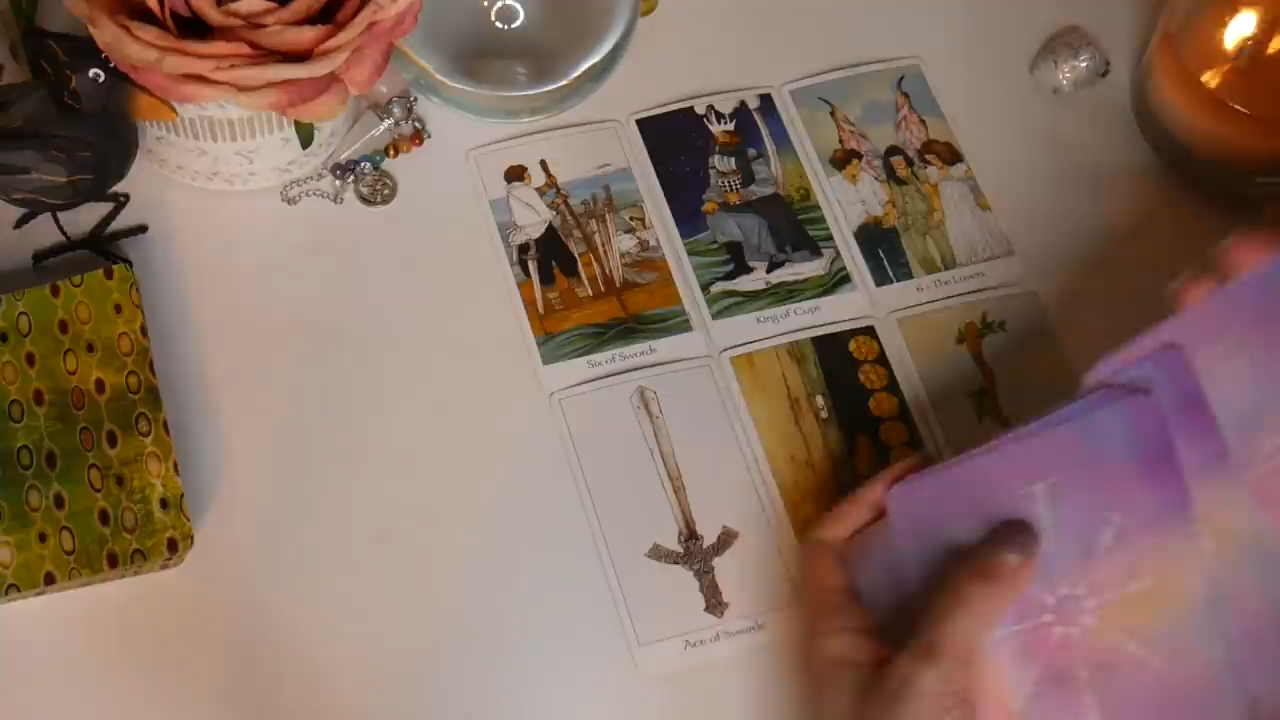 Six of Swords
King of Cups
6 - The Lovers
Ace of Swords